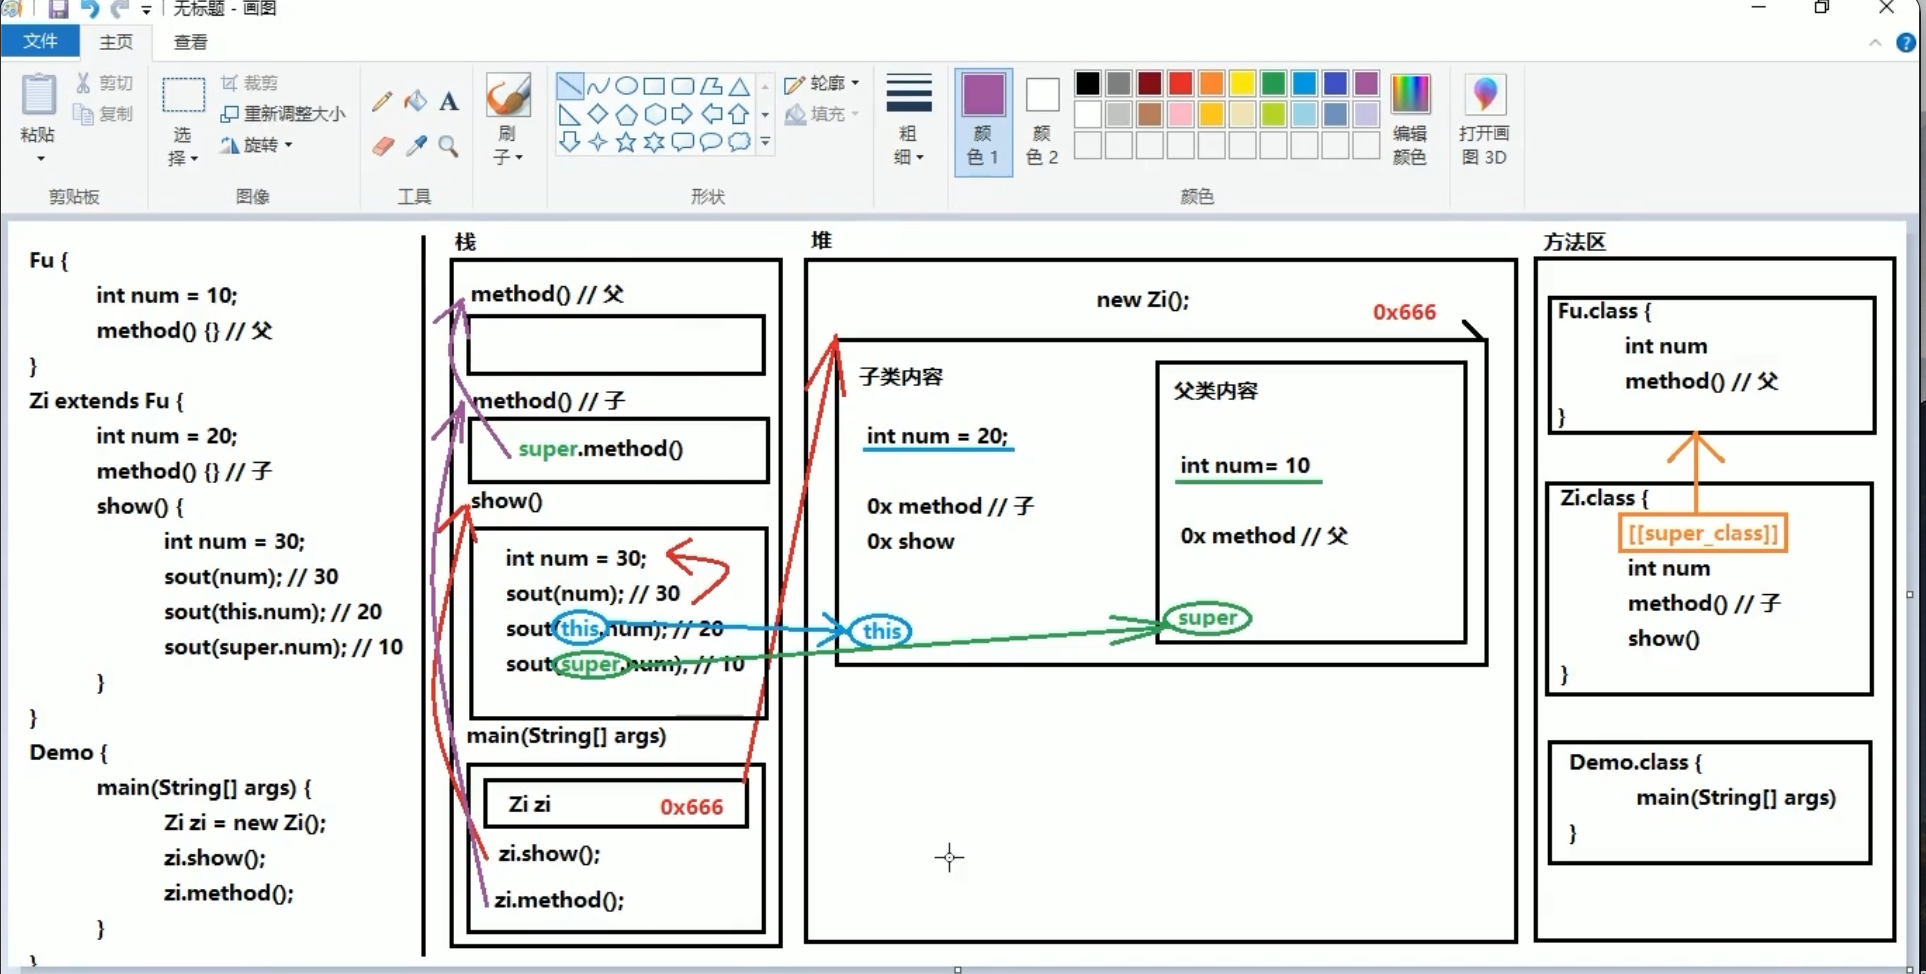 无标题 - 画图
文件
主页
查看
粘贴
剪切
复制
剪贴板
选择
裁剪
重新调整大小
旋转
图像
A
工具
刷子
形状
轮廓
填充
粗细
颜色 1
颜色 2
编辑颜色
颜色
打开画图 3D
?
Fu {
int num = 10;
method() {} // 父
}
Zi extends Fu {
int num = 20;
method() {} // 子
show() {
int num = 30;
sout(num); // 30
sout(this.num); // 20
sout(super.num); // 10
}
}
Demo {
main(String[] args) {
Zi zi = new Zi();
zi.show();
zi.method();
}
}
栈
method() // 父
method() // 子
super.method()
show()
int num = 30;
sout(num); // 30
sout(this.num); // 20
sout(super.num); // 10
main(String[] args)
Zi zi 0x666
zi.show();
zi.method();
堆
new Zi();
0x666
子类内容
int num = 20;
0x method // 子
0x show
this
父类内容
int num= 10
0x method // 父
super
方法区
Fu.class {
int num
method() // 父
}
Zi.class {
[[super_class]]
int num
method() // 子
show()
}
Demo.class {
main(String[] args)
}